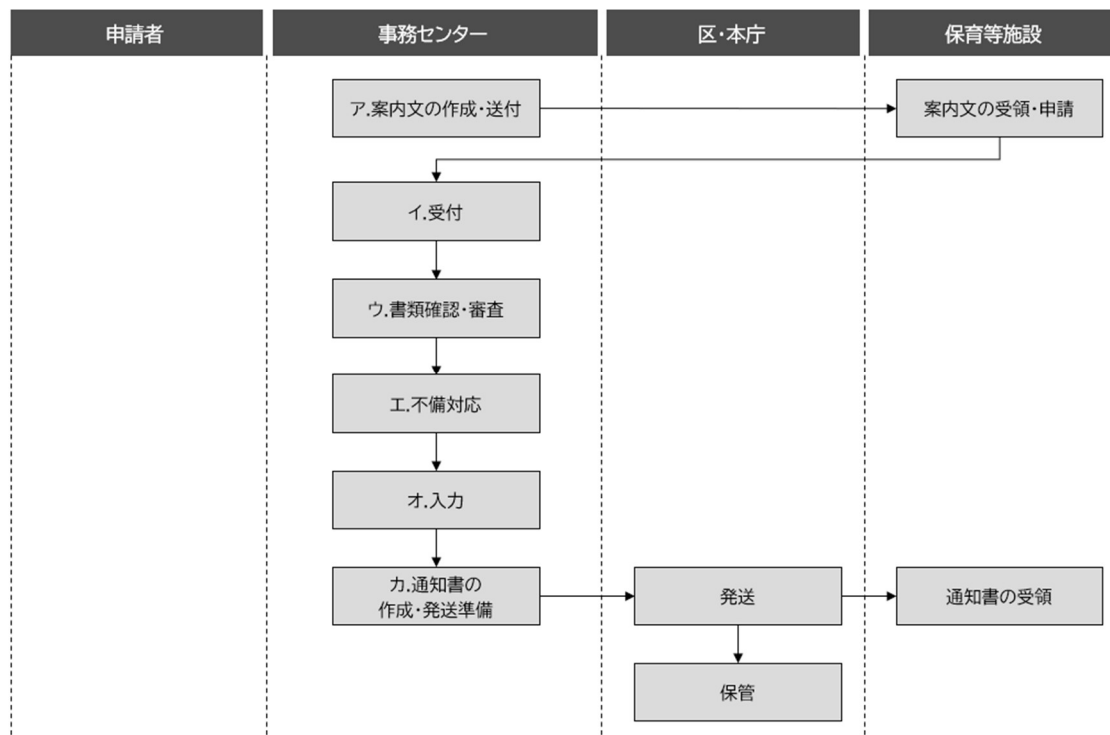 申請者
事務センター
区・本庁
保育等施設
ア.案内文の作成・送付
案内文の受領・申請
イ.受付
ウ.書類確認・審査
エ.不備対応
オ.入力
カ.通知書の
作成・発送準備
発送
通知書の受領
保管